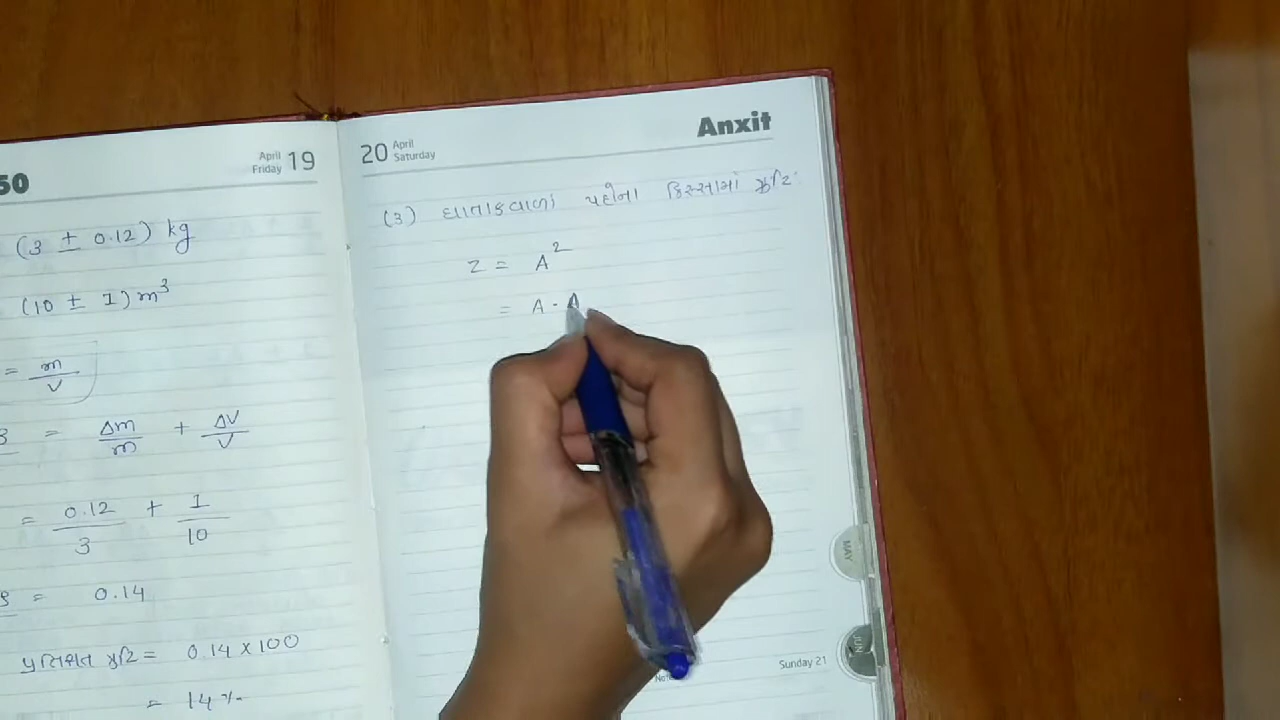 50
April
Friday 19
(3 ± 0.12) kg
(10 ± 1) m³
= m/V
= Δm/m + ΔV/V
= 0.12/3 + 1/10
= 0.14
પ્રતિશત ત્રુટિ = 0.14 × 100
= 14 %
20 April
Saturday
Anxit
(3) ઘાતાંકવાળાં પદોના કિસ્સામાં ત્રુટિ:
Z = A²
= A · A
MAY
JUN
Sunday 21